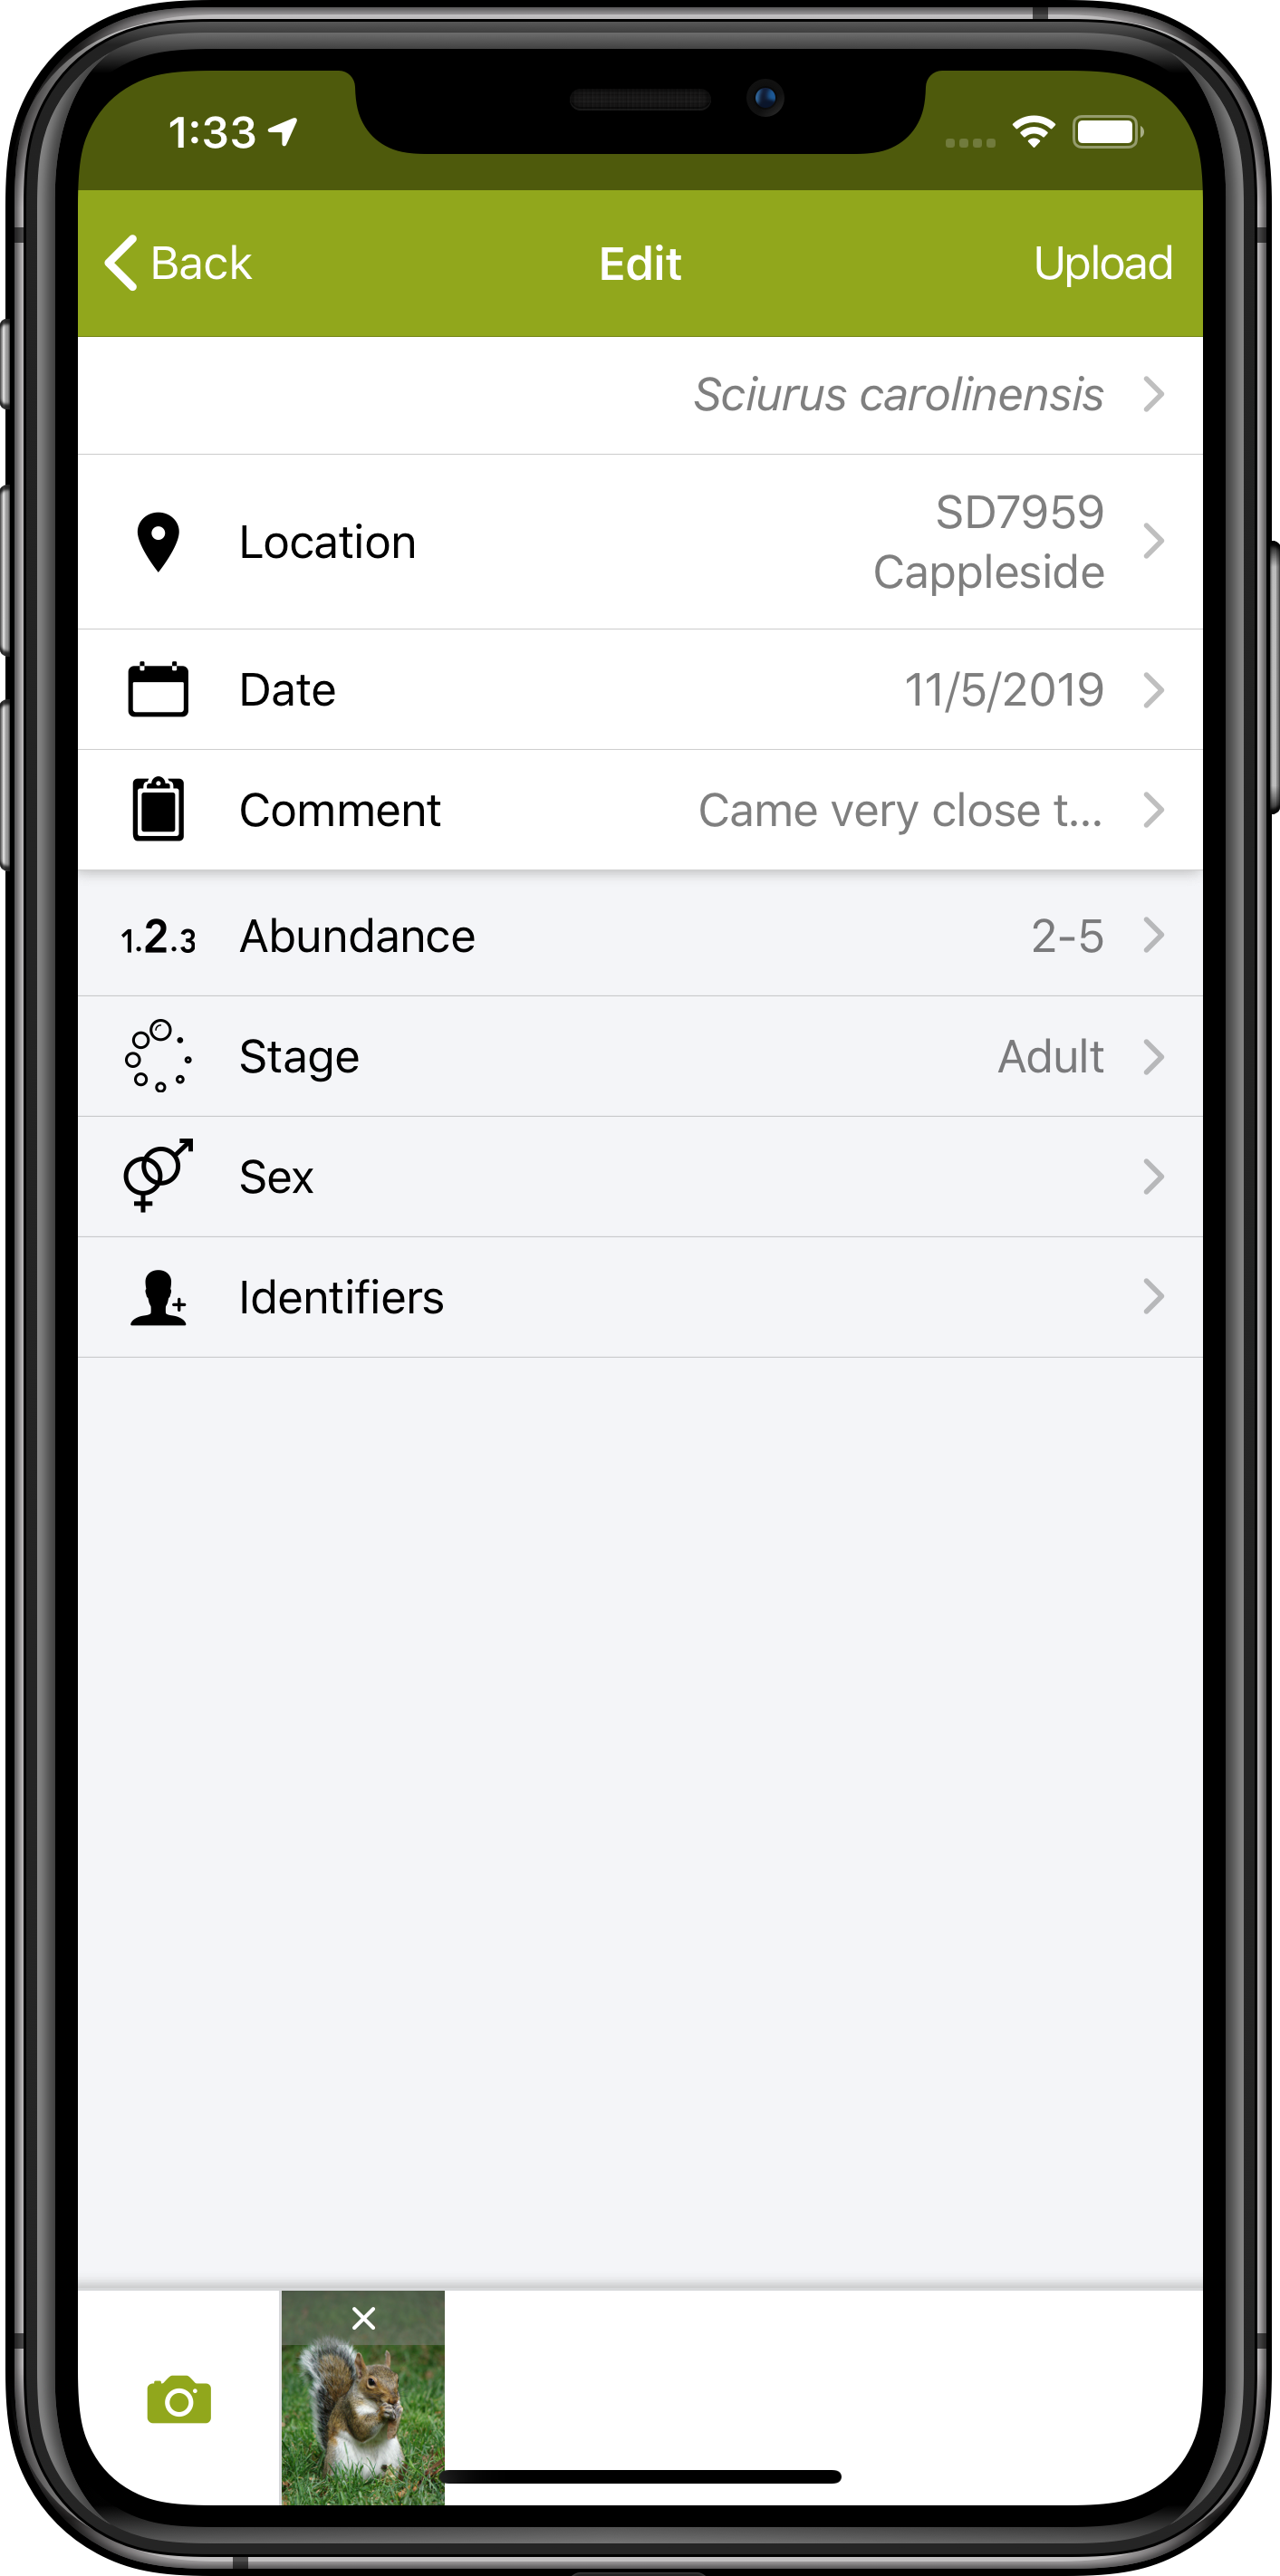 1:33
Back Edit Upload
Sciurus carolinensis
Location SD7959
Cappleside
Date 11/5/2019
Comment Came very close t...
1.2.3 Abundance 2-5
Stage Adult
Sex
Identifiers